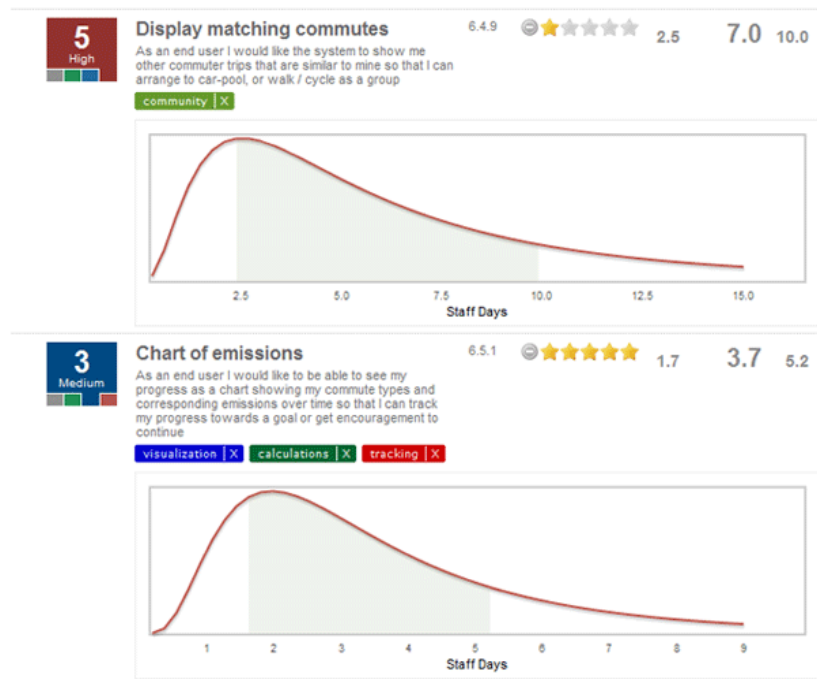 5
High
Display matching commutes
6.4.9
2.5 7.0 10.0
As an end user I would like the system to show me
other commuter trips that are similar to mine so that I can
arrange to car-pool, or walk / cycle as a group
community | X
2.5 5.0 7.5 10.0 12.5 15.0
Staff Days
3
Medium
Chart of emissions
6.5.1
1.7 3.7 5.2
As an end user I would like to be able to see my
progress as a chart showing my commute types and
corresponding emissions over time so that I can track
my progress towards a goal or get encouragement to
continue
visualization | X calculations | X tracking | X
1 2 3 4 5 6 7 8 9
Staff Days